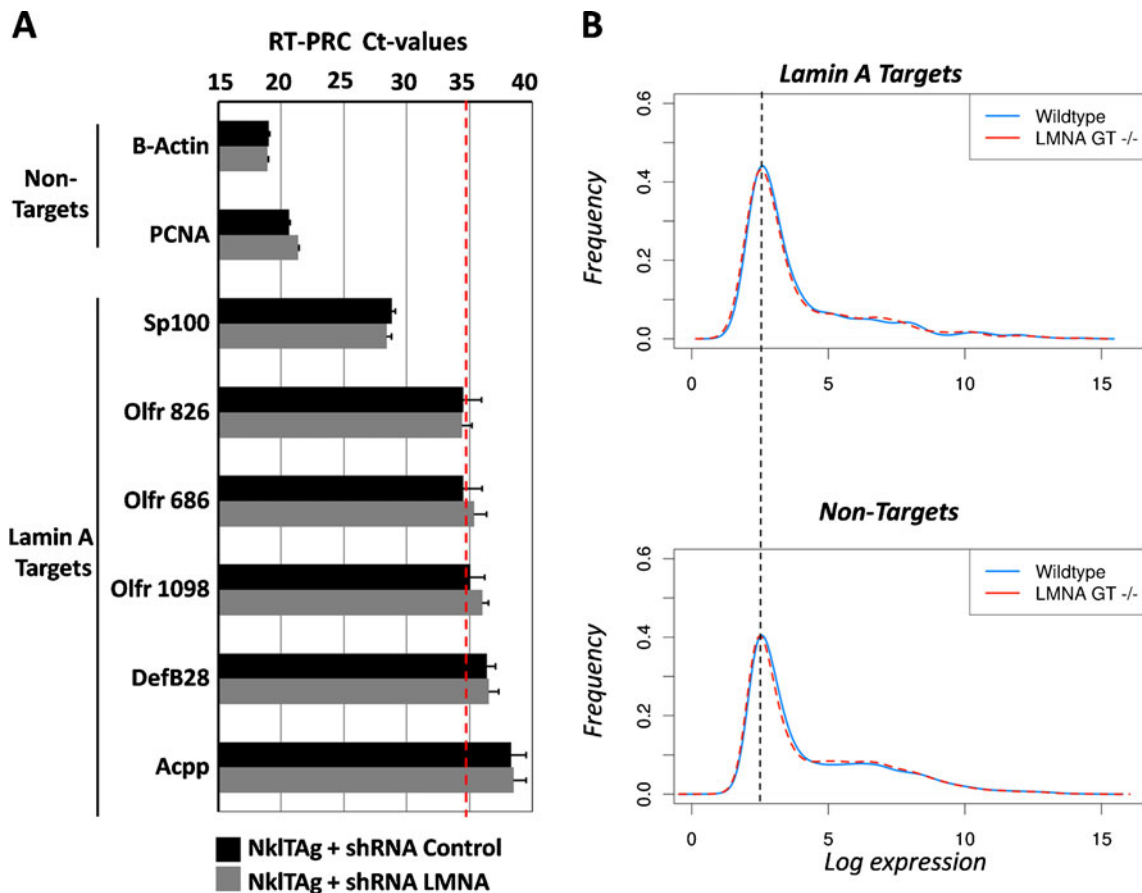 A
RT-PRC Ct-values
15 20 25 30 35 40
Non-
Targets
B-Actin
PCNA
Lamin A
Targets
Sp100
Olfr 826
Olfr 686
Olfr 1098
DefB28
Acpp
NklTAg + shRNA Control
NklTAg + shRNA LMNA
B
Lamin A Targets
Wildtype
LMNA GT -/-
Frequency
0.6
0.4
0.2
0.0
0 5 10 15
Non-Targets
Wildtype
LMNA GT -/-
Frequency
0.6
0.4
0.2
0.0
0 5 10 15
Log expression